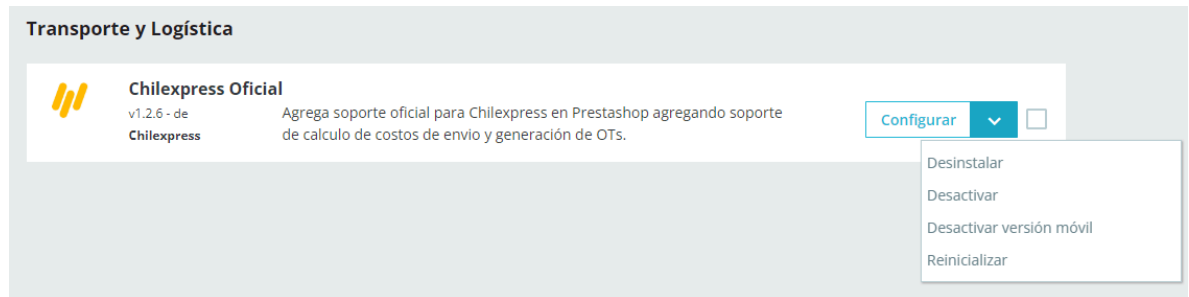 Transporte y Logística
Chilexpress Oficial
v1.2.6 - de
Chilexpress
Agrega soporte oficial para Chilexpress en Prestashop agregando soporte
de calculo de costos de envio y generación de OTs.
Configurar
Desinstalar
Desactivar
Desactivar versión móvil
Reinicializar